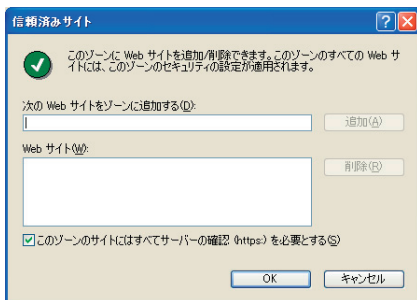 信頼済みサイト
このゾーンに Web サイトを追加/削除できます。このゾーンのすべての Web サ
イトには、このゾーンのセキュリティの設定が適用されます。
次の Web サイトをゾーンに追加する(D):
追加(A)
Web サイト(W):
削除(R)
このゾーンのサイトにはすべてサーバーの確認 (https:) を必要とする(S)
OK
キャンセル